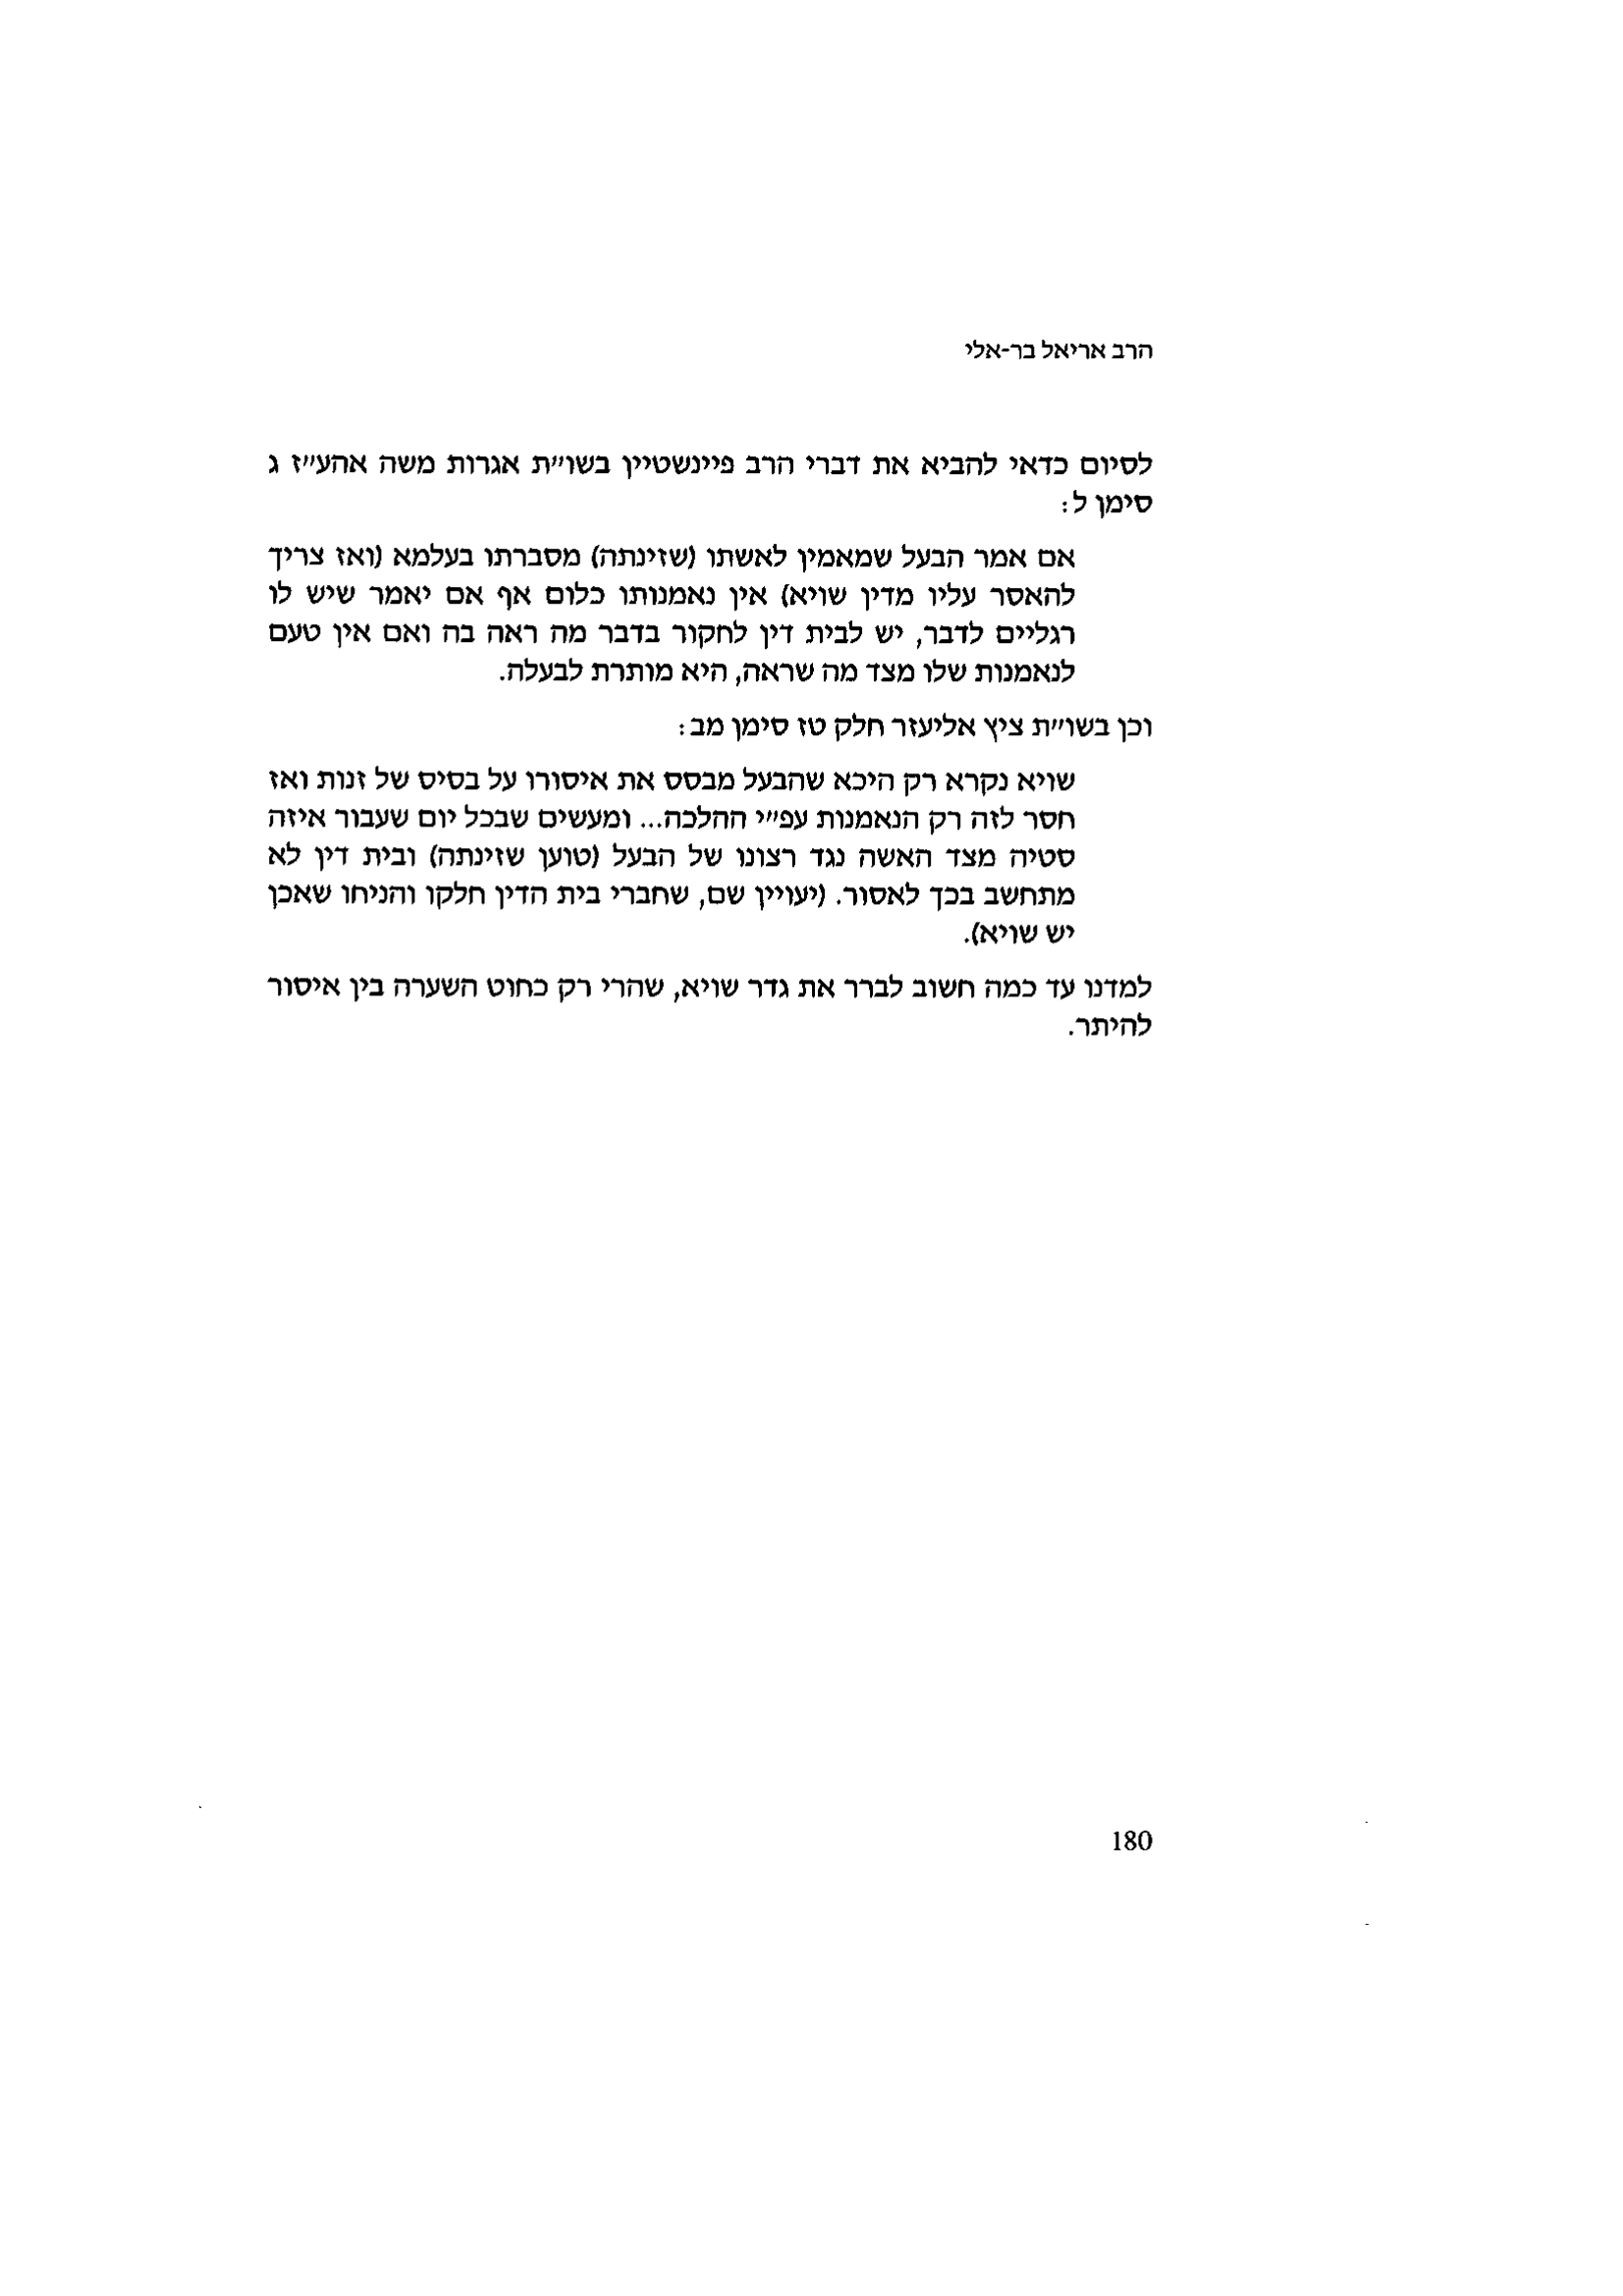 הרב אריאל בר-אלי
לסיום כדאי להביא את דברי הרב פיינשטיין בשו״ת אגרות משה אהע״ז ג
סימן ל:
אם אמר הבעל שמאמין לאשתו (שזינתה) מסברתו בעלמא (ואז צריך
להאסר עליו מדין שויא) אין נאמנותו כלום אף אם יאמר שיש לו
רגליים לדבר, יש לבית דין לחקור בדבר מה ראה בה ואם אין טעם
לנאמנות שלו מצד מה שראה, היא מותרת לבעלה.
וכן בשו״ת ציץ אליעזר חלק טז סימן מב:
שויא נקרא רק היכא שהבעל מבסס את איסורו על בסיס של זנות ואז
חסר לזה רק הנאמנות עפ״י ההלכה... ומעשים שבכל יום שעבור איזה
סטיה מצד האשה נגד רצונו של הבעל (טוען שזינתה) ובית דין לא
מתחשב בכך לאסור. (יעויין שם, שחברי בית הדין חלקו והניחו שאכן
יש שויא).
למדנו עד כמה חשוב לברר את גדר שויא, שהרי רק כחוט השערה בין איסור
להיתר.
180